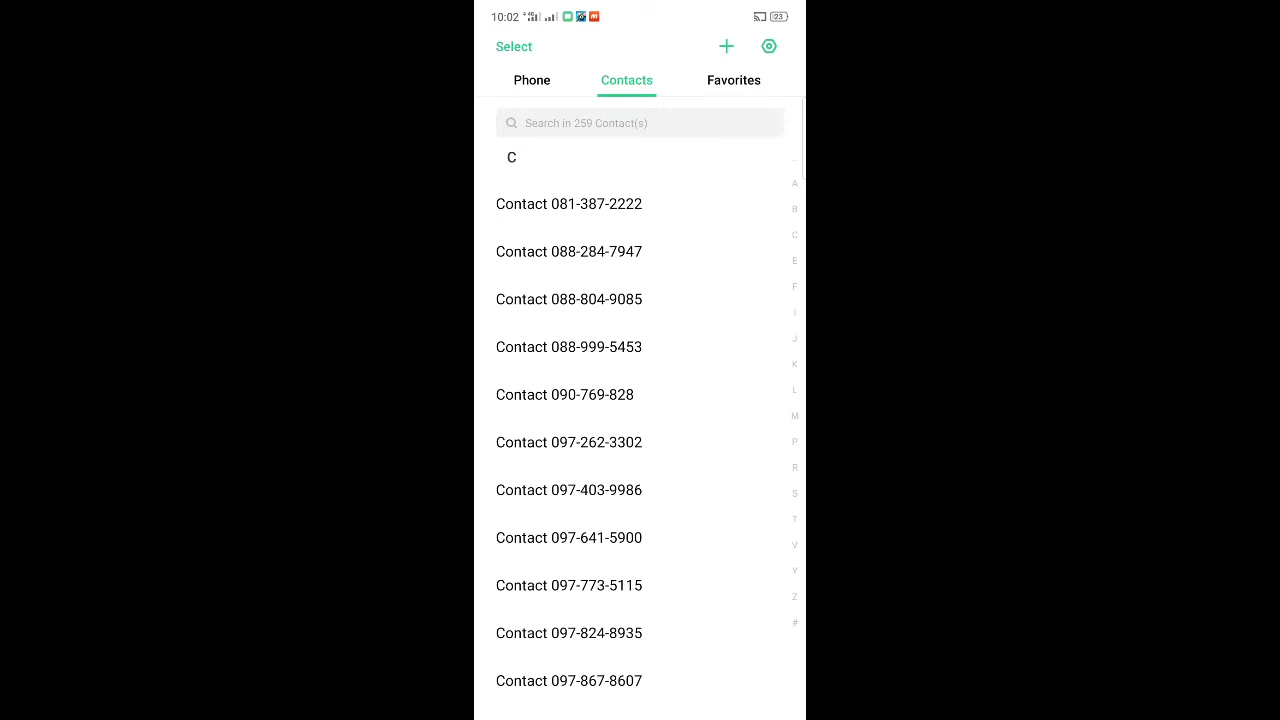 10:02 4G 23
Select
Phone Contacts Favorites
Search in 259 Contact(s)
C
Contact 081-387-2222
Contact 088-284-7947
Contact 088-804-9085
Contact 088-999-5453
Contact 090-769-828
Contact 097-262-3302
Contact 097-403-9986
Contact 097-641-5900
Contact 097-773-5115
Contact 097-824-8935
Contact 097-867-8607
...
A
B
C
E
F
I
J
K
L
M
P
R
S
T
V
Y
Z
#